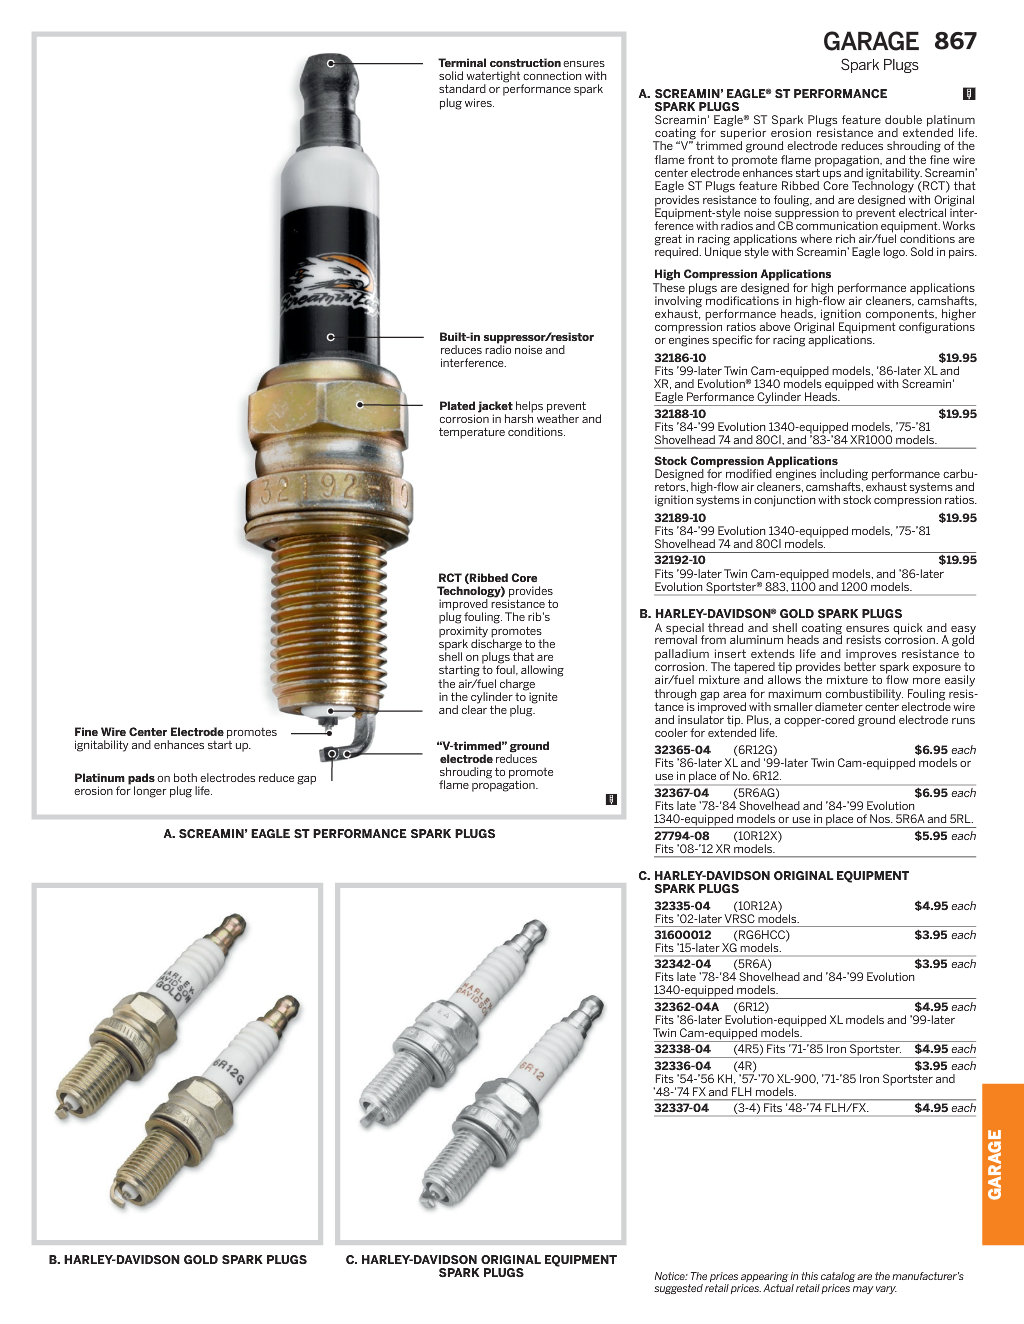 GARAGE 867
Spark Plugs
Terminal construction ensures
solid watertight connection with
standard or performance spark
plug wires.
Screamin' Eagle
Built-in suppressor/resistor
reduces radio noise and
interference.
Plated jacket helps prevent
corrosion in harsh weather and
temperature conditions.
32192-10
RCT (Ribbed Core
Technology) provides
improved resistance to
plug fouling. The rib's
proximity promotes
spark discharge to the
shell on plugs that are
starting to foul, allowing
the air/fuel charge
in the cylinder to ignite
and clear the plug.
Fine Wire Center Electrode promotes
ignitability and enhances start up.
Platinum pads on both electrodes reduce gap
erosion for longer plug life.
“V-trimmed” ground
electrode reduces
shrouding to promote
flame propagation.
A. SCREAMIN’ EAGLE ST PERFORMANCE SPARK PLUGS
HARLEY-
DAVIDSON
GOLD
6R12G
B. HARLEY-DAVIDSON GOLD SPARK PLUGS
HARLEY-
DAVIDSON
6R12
C. HARLEY-DAVIDSON ORIGINAL EQUIPMENT
SPARK PLUGS
A. SCREAMIN’ EAGLE® ST PERFORMANCE
SPARK PLUGS
Screamin' Eagle® ST Spark Plugs feature double platinum
coating for superior erosion resistance and extended life.
The “V” trimmed ground electrode reduces shrouding of the
flame front to promote flame propagation, and the fine wire
center electrode enhances start ups and ignitability. Screamin’
Eagle ST Plugs feature Ribbed Core Technology (RCT) that
provides resistance to fouling, and are designed with Original
Equipment-style noise suppression to prevent electrical inter-
ference with radios and CB communication equipment. Works
great in racing applications where rich air/fuel conditions are
required. Unique style with Screamin’ Eagle logo. Sold in pairs.
High Compression Applications
These plugs are designed for high performance applications
involving modifications in high-flow air cleaners, camshafts,
exhaust, performance heads, ignition components, higher
compression ratios above Original Equipment configurations
or engines specific for racing applications.
32186-10 $19.95
Fits ’99-later Twin Cam-equipped models, ‘86-later XL and
XR, and Evolution® 1340 models equipped with Screamin’
Eagle Performance Cylinder Heads.
32188-10 $19.95
Fits ’84-’99 Evolution 1340-equipped models, ’75-’81
Shovelhead 74 and 80CI, and ’83-’84 XR1000 models.
Stock Compression Applications
Designed for modified engines including performance carbu-
retors, high-flow air cleaners, camshafts, exhaust systems and
ignition systems in conjunction with stock compression ratios.
32189-10 $19.95
Fits ’84-’99 Evolution 1340-equipped models, ’75-’81
Shovelhead 74 and 80CI models.
32192-10 $19.95
Fits ’99-later Twin Cam-equipped models, and ’86-later
Evolution Sportster® 883, 1100 and 1200 models.
B. HARLEY-DAVIDSON® GOLD SPARK PLUGS
A special thread and shell coating ensures quick and easy
removal from aluminum heads and resists corrosion. A gold
palladium insert extends life and improves resistance to
corrosion. The tapered tip provides better spark exposure to
air/fuel mixture and allows the mixture to flow more easily
through gap area for maximum combustibility. Fouling resis-
tance is improved with smaller diameter center electrode wire
and insulator tip. Plus, a copper-cored ground electrode runs
cooler for extended life.
32365-04 (6R12G) $6.95 each
Fits ’86-later XL and ‘99-later Twin Cam-equipped models or
use in place of No. 6R12.
32367-04 (5R6AG) $6.95 each
Fits late ’78-’84 Shovelhead and ’84-’99 Evolution
1340-equipped models or use in place of Nos. 5R6A and 5RL.
27794-08 (10R12X) $5.95 each
Fits ’08-’12 XR models.
C. HARLEY-DAVIDSON ORIGINAL EQUIPMENT
SPARK PLUGS
32335-04 (10R12A) $4.95 each
Fits ’02-later VRSC models.
31600012 (RG6HCC) $3.95 each
Fits ’15-later XG models.
32342-04 (5R6A) $3.95 each
Fits late ’78-’84 Shovelhead and ’84-’99 Evolution
1340-equipped models.
32362-04A (6R12) $4.95 each
Fits ’86-later Evolution-equipped XL models and ’99-later
Twin Cam-equipped models.
32338-04 (4R5) Fits ’71-’85 Iron Sportster. $4.95 each
32336-04 (4R) $3.95 each
Fits ’54-’56 KH, ’57-’70 XL-900, ’71-’85 Iron Sportster and
’48-’74 FX and FLH models.
32337-04 (3-4) Fits ‘48-’74 FLH/FX. $4.95 each
GARAGE
Notice: The prices appearing in this catalog are the manufacturer’s
suggested retail prices. Actual retail prices may vary.